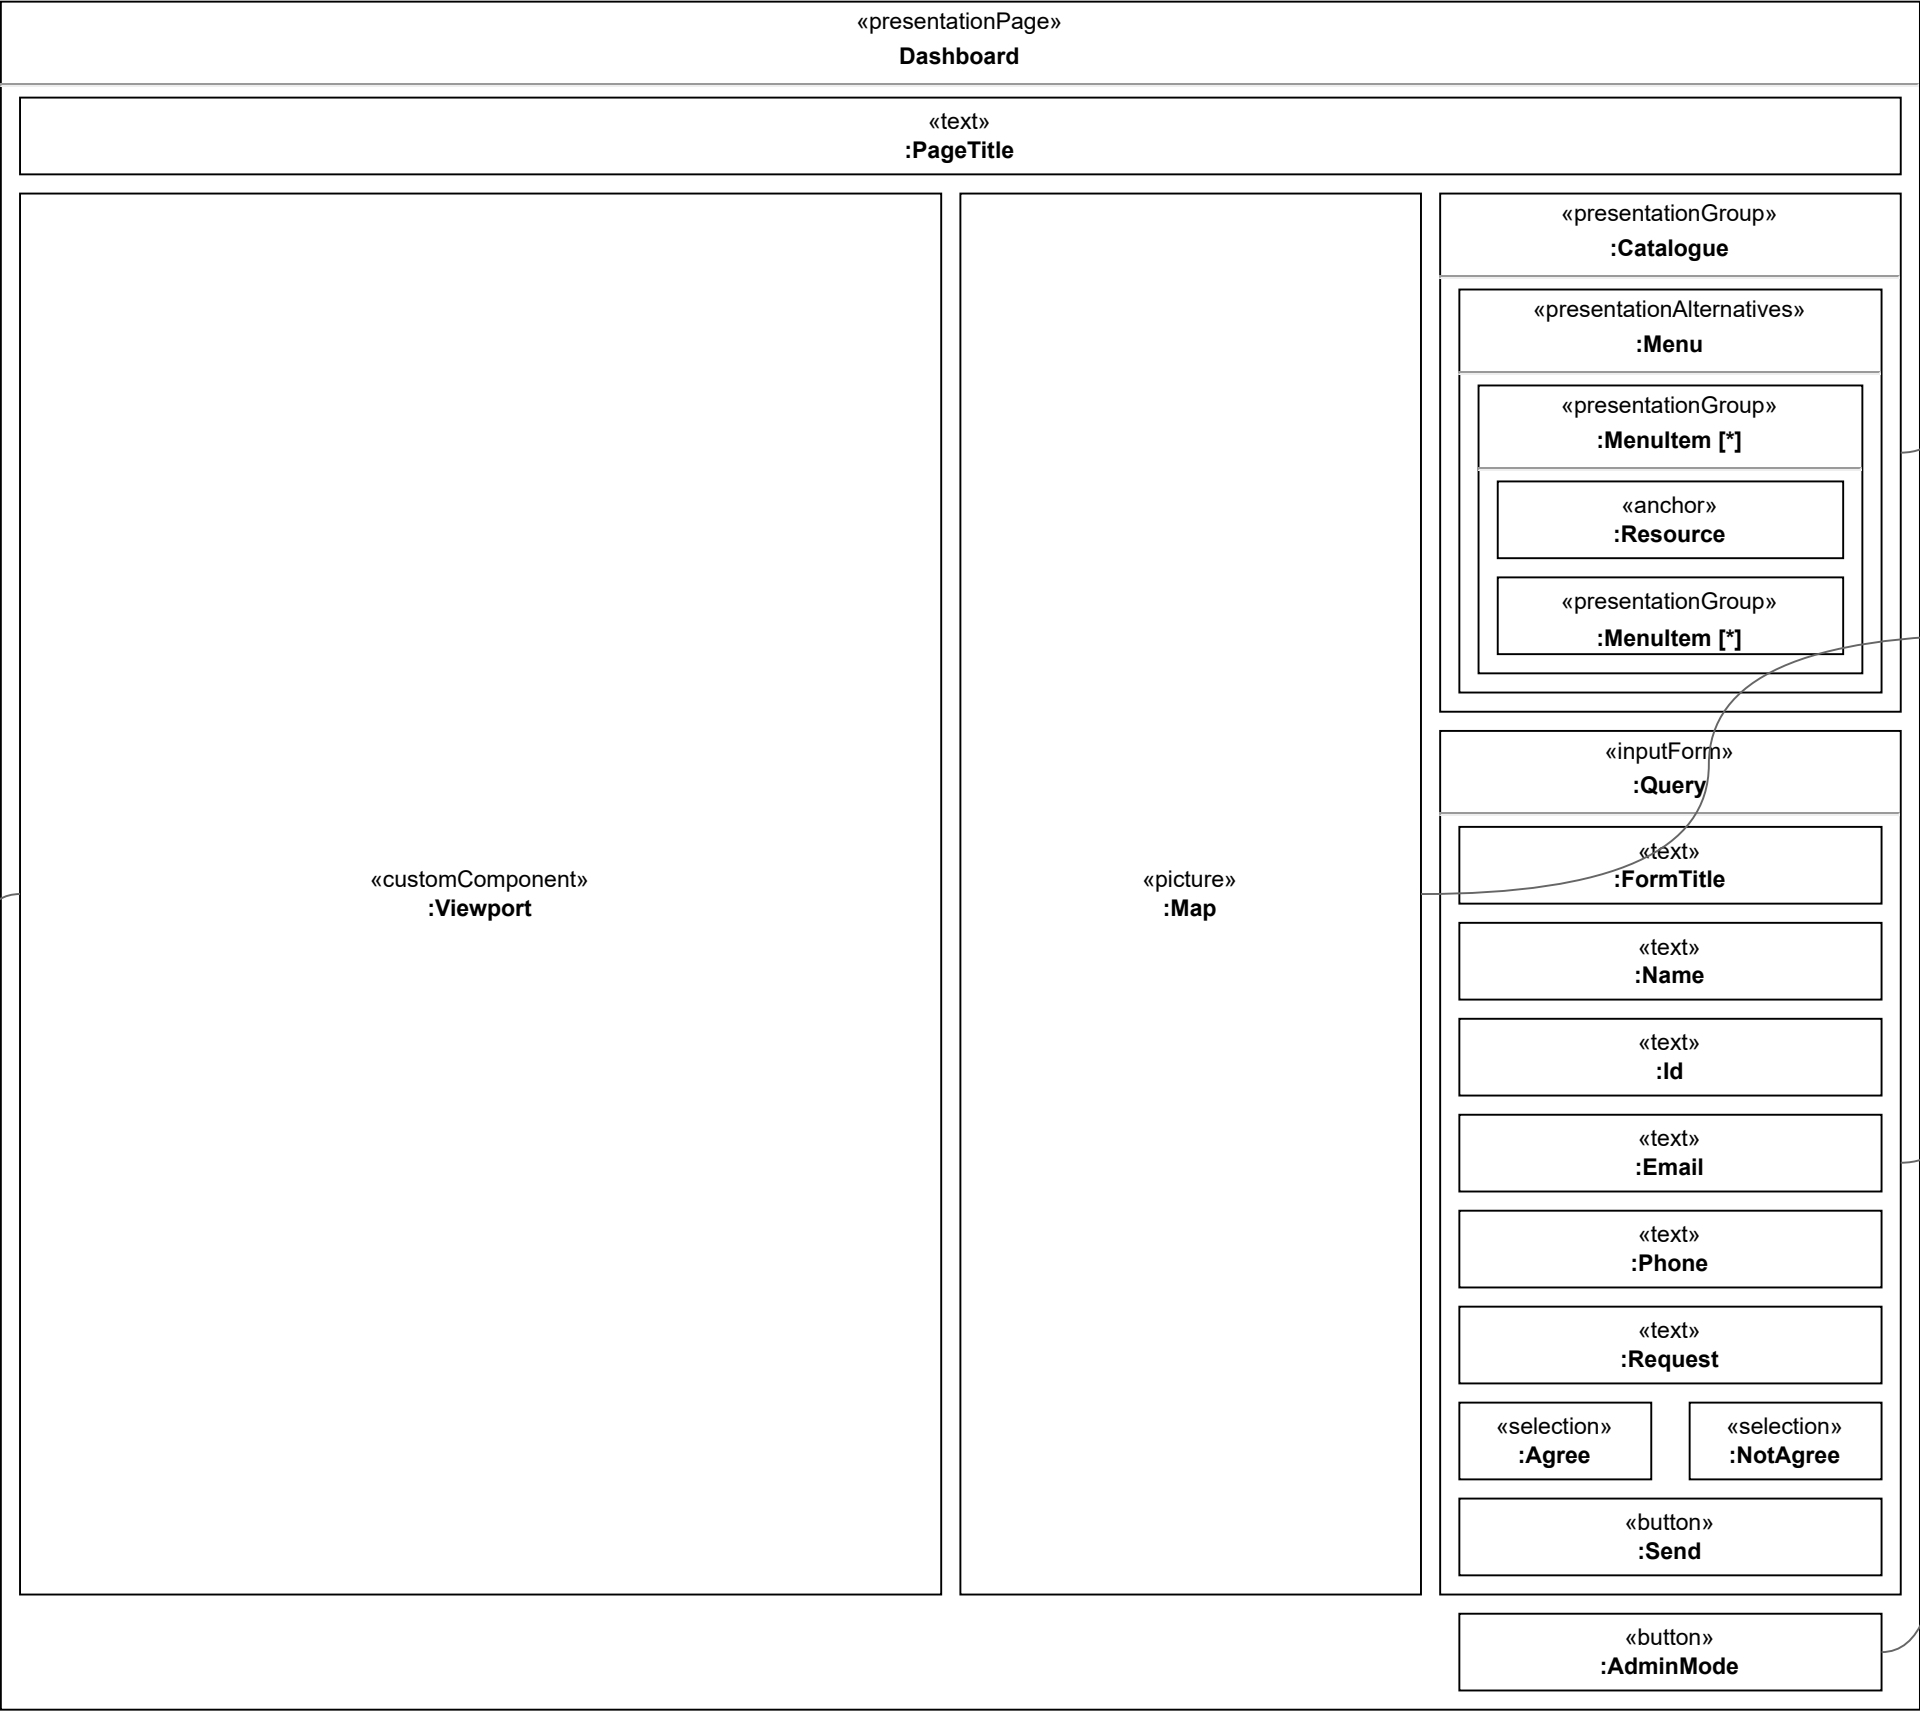 «presentationPage»
Dashboard
«text»
:PageTitle
«customComponent»
:Viewport
«picture»
:Map
«presentationGroup»
:Catalogue
«presentationAlternatives»
:Menu
«presentationGroup»
:MenuItem [*]
«anchor»
:Resource
«presentationGroup»
:MenuItem [*]
«inputForm»
:Query
«text»
:FormTitle
«text»
:Name
«text»
:Id
«text»
:Email
«text»
:Phone
«text»
:Request
«selection»
:Agree
«selection»
:NotAgree
«button»
:Send
«button»
:AdminMode